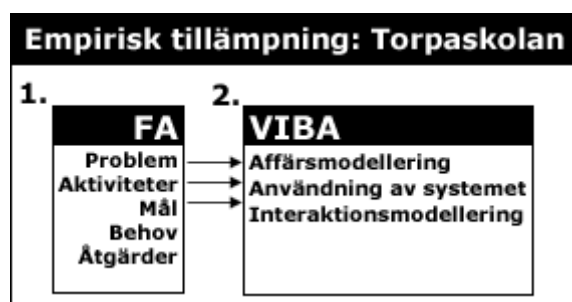 Empirisk tillämpning: Torpaskolan
1.
FA
Problem
Aktiviteter
Mål
Behov
Åtgärder
2.
VIBA
Affärsmodellering
Användning av systemet
Interaktionsmodellering